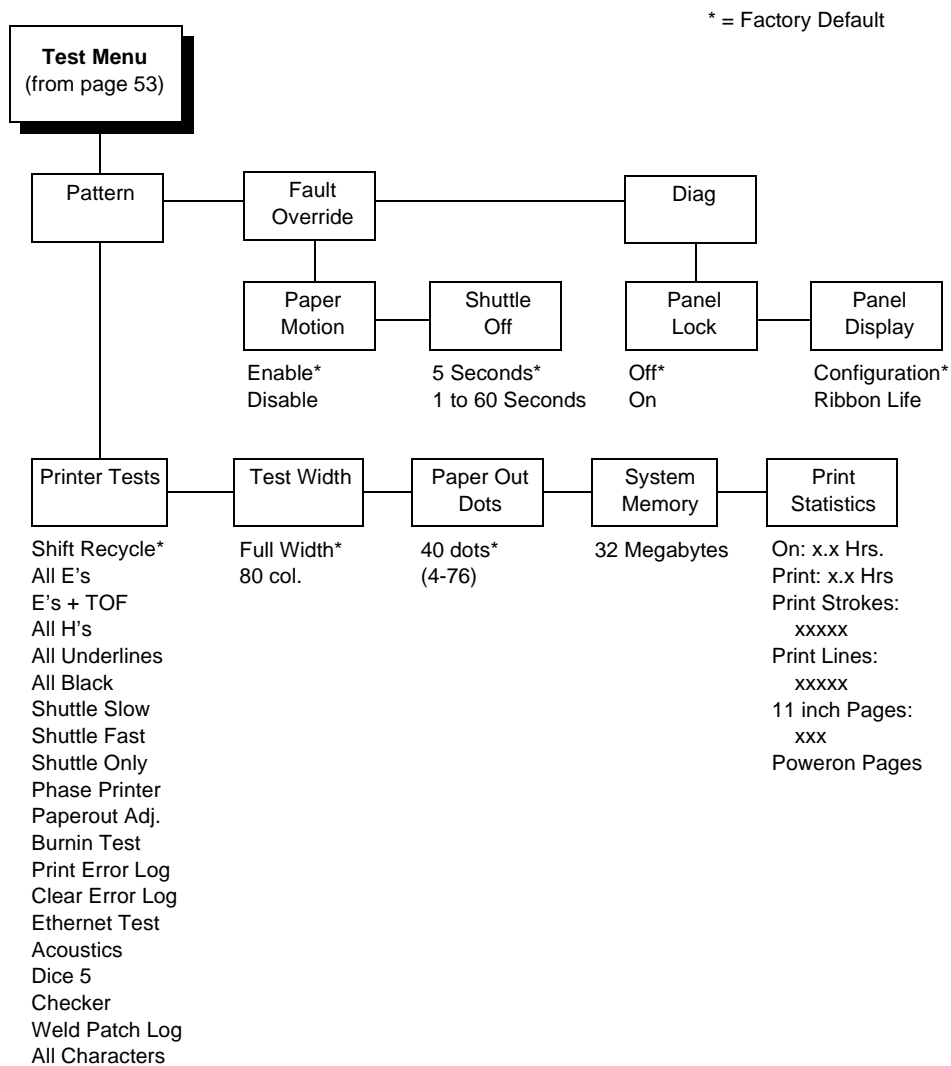 * = Factory Default
Test Menu
(from page 53)
Pattern
Fault
Override
Diag
Paper
Motion
Shuttle
Off
Panel
Lock
Panel
Display
Enable*
Disable
5 Seconds*
1 to 60 Seconds
Off*
On
Configuration*
Ribbon Life
Printer Tests
Test Width
Paper Out
Dots
System
Memory
Print
Statistics
Shift Recycle*
All E's
E's + TOF
All H's
All Underlines
All Black
Shuttle Slow
Shuttle Fast
Shuttle Only
Phase Printer
Paperout Adj.
Burnin Test
Print Error Log
Clear Error Log
Ethernet Test
Acoustics
Dice 5
Checker
Weld Patch Log
All Characters
Full Width*
80 col.
40 dots*
(4-76)
32 Megabytes
On: x.x Hrs.
Print: x.x Hrs
Print Strokes:
xxxxx
Print Lines:
xxxxx
11 inch Pages:
xxx
Poweron Pages